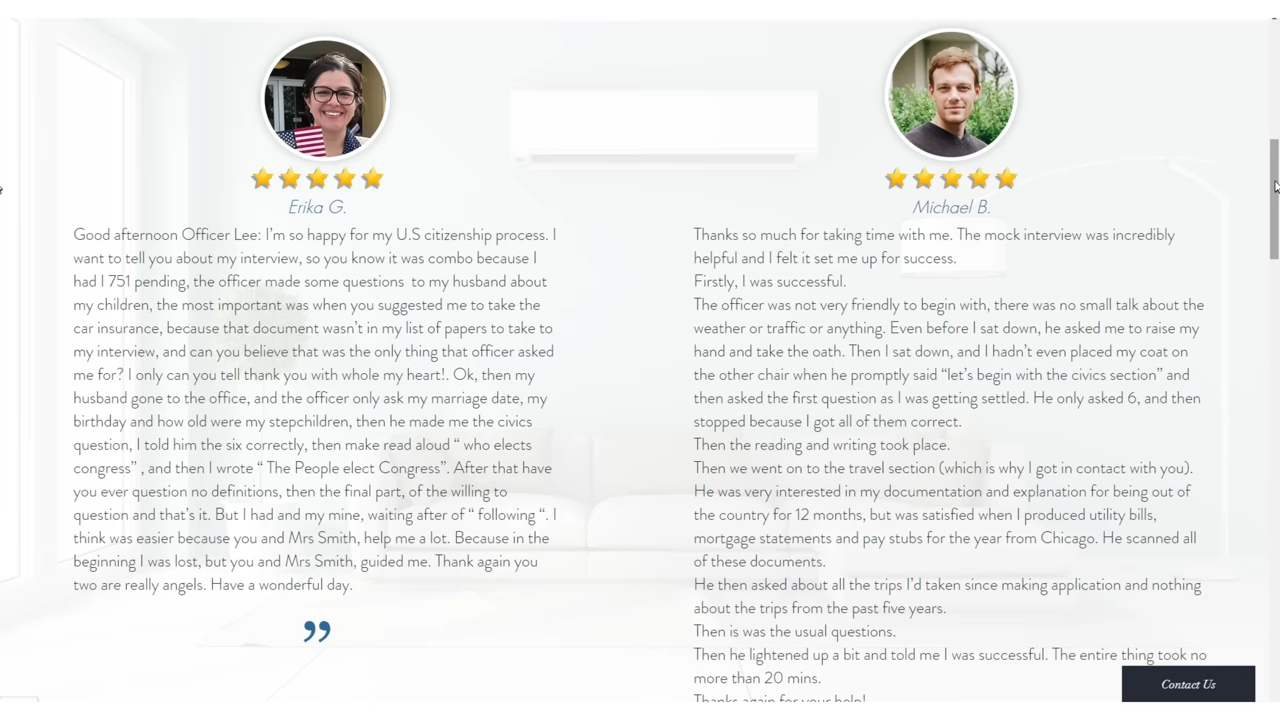 Erika G.
Good afternoon Officer Lee: I'm so happy for my U.S citizenship process. I
want to tell you about my interview, so you know it was combo because I
had I 751 pending, the officer made some questions  to my husband about
my children, the most important was when you suggested me to take the
car insurance, because that document wasn't in my list of papers to take to
my interview, and can you believe that was the only thing that officer asked
me for? I only can you tell thank you with whole my heart!. Ok, then my
husband gone to the office, and the officer only ask my marriage date, my
birthday and how old were my stepchildren, then he made me the civics
question, I told him the six correctly, then make read aloud “ who elects
congress” , and then I wrote “ The People elect Congress”. After that have
you ever question no definitions, then the final part, of the willing to
question and that's it. But I had and my mine, waiting after of “ following “. I
think was easier because you and Mrs Smith, help me a lot. Because in the
beginning I was lost, but you and Mrs Smith, guided me. Thank again you
two are really angels. Have a wonderful day.
”
Michael B.
Thanks so much for taking time with me. The mock interview was incredibly
helpful and I felt it set me up for success.
Firstly, I was successful.
The officer was not very friendly to begin with, there was no small talk about the
weather or traffic or anything. Even before I sat down, he asked me to raise my
hand and take the oath. Then I sat down, and I hadn't even placed my coat on
the other chair when he promptly said “let's begin with the civics section” and
then asked the first question as I was getting settled. He only asked 6, and then
stopped because I got all of them correct.
Then the reading and writing took place.
Then we went on to the travel section (which is why I got in contact with you).
He was very interested in my documentation and explanation for being out of
the country for 12 months, but was satisfied when I produced utility bills,
mortgage statements and pay stubs for the year from Chicago. He scanned all
of these documents.
He then asked about all the trips I'd taken since making application and nothing
about the trips from the past five years.
Then is was the usual questions.
Then he lightened up a bit and told me I was successful. The entire thing took no
more than 20 mins.
Thanks again for your help!
Contact Us